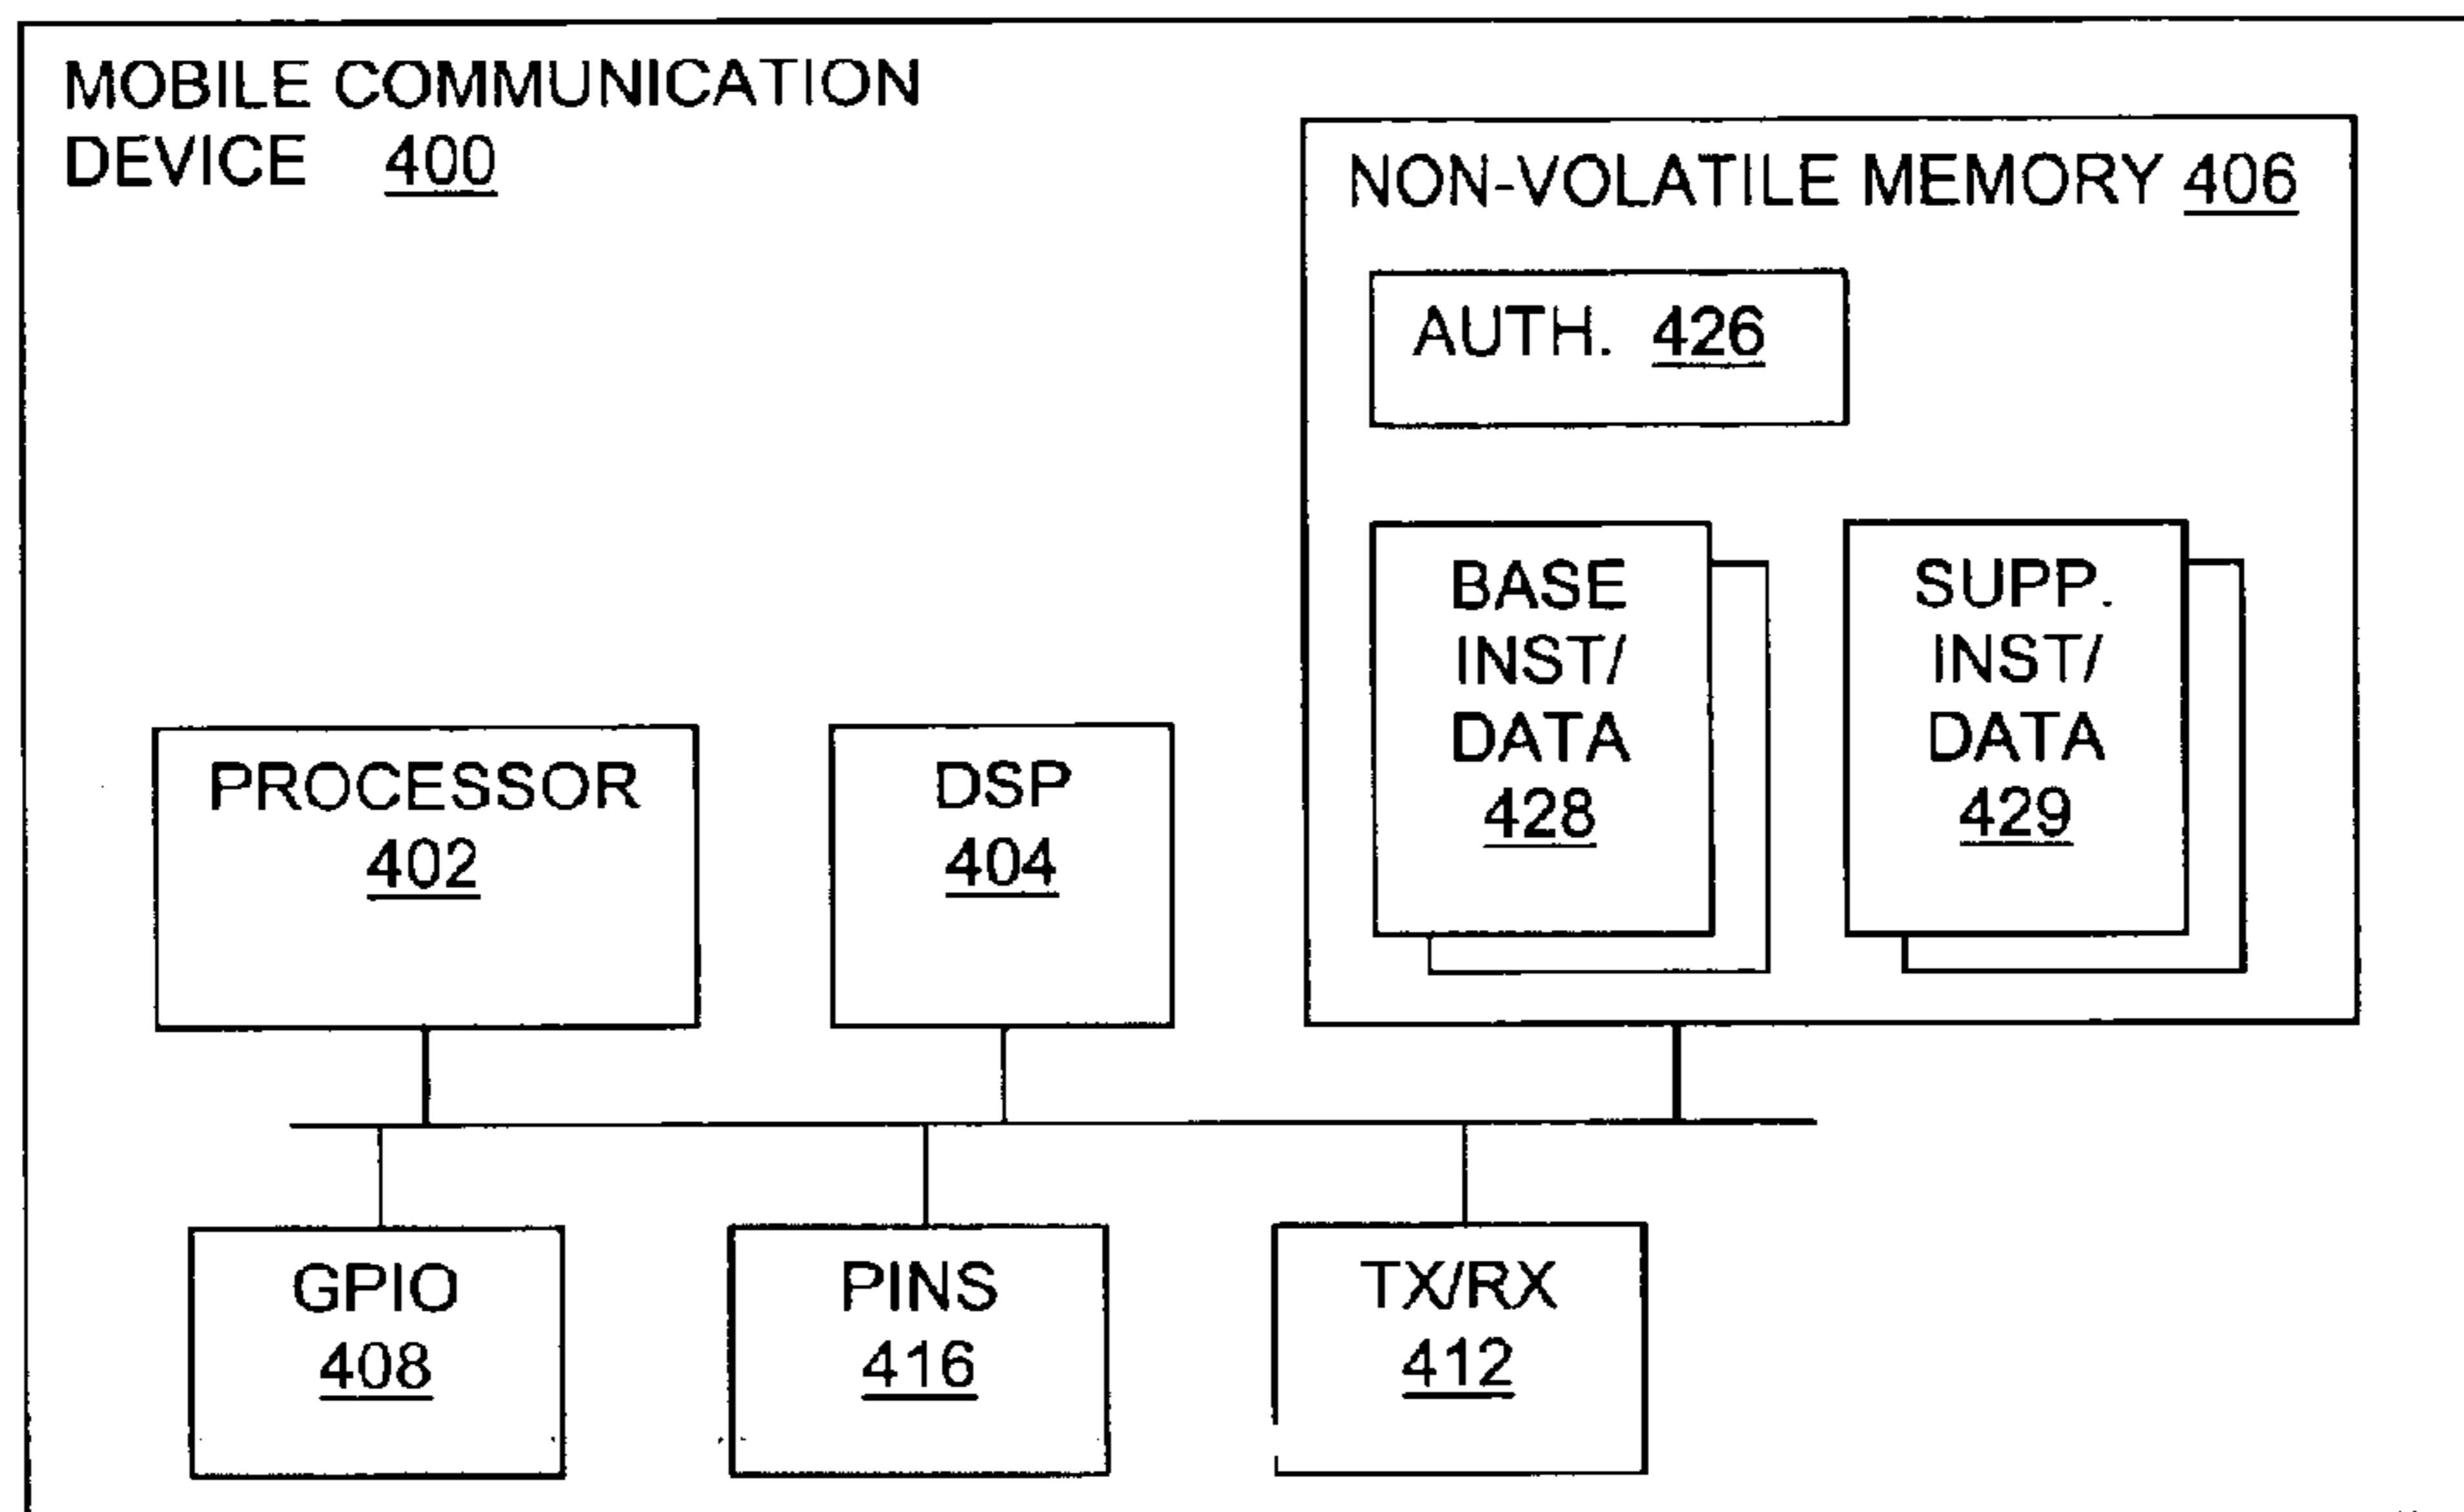 MOBILE COMMUNICATION
DEVICE 400
NON-VOLATILE MEMORY 406
AUTH. 426
BASE
INST/
DATA
428
SUPP.
INST/
DATA
429
PROCESSOR
402
DSP
404
GPIO
408
PINS
416
TX/RX
412